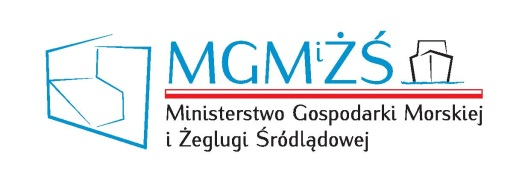 MGMiŻŚ
Ministerstwo Gospodarki Morskiej
i Żeglugi Śródlądowej